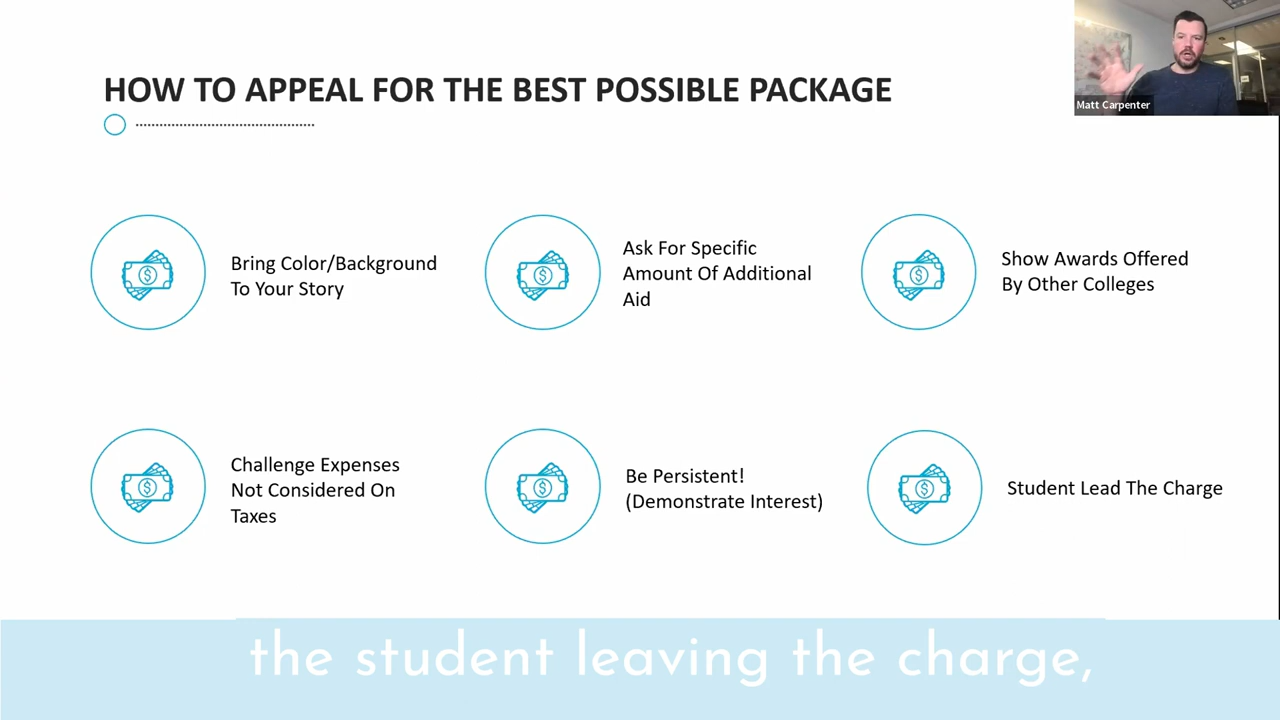 HOW TO APPEAL FOR THE BEST POSSIBLE PACKAGE
Matt Carpenter
Bring Color/Background
To Your Story
Ask For Specific
Amount Of Additional
Aid
Show Awards Offered
By Other Colleges
Challenge Expenses
Not Considered On
Taxes
Be Persistent!
(Demonstrate Interest)
Student Lead The Charge
the student leaving the charge,